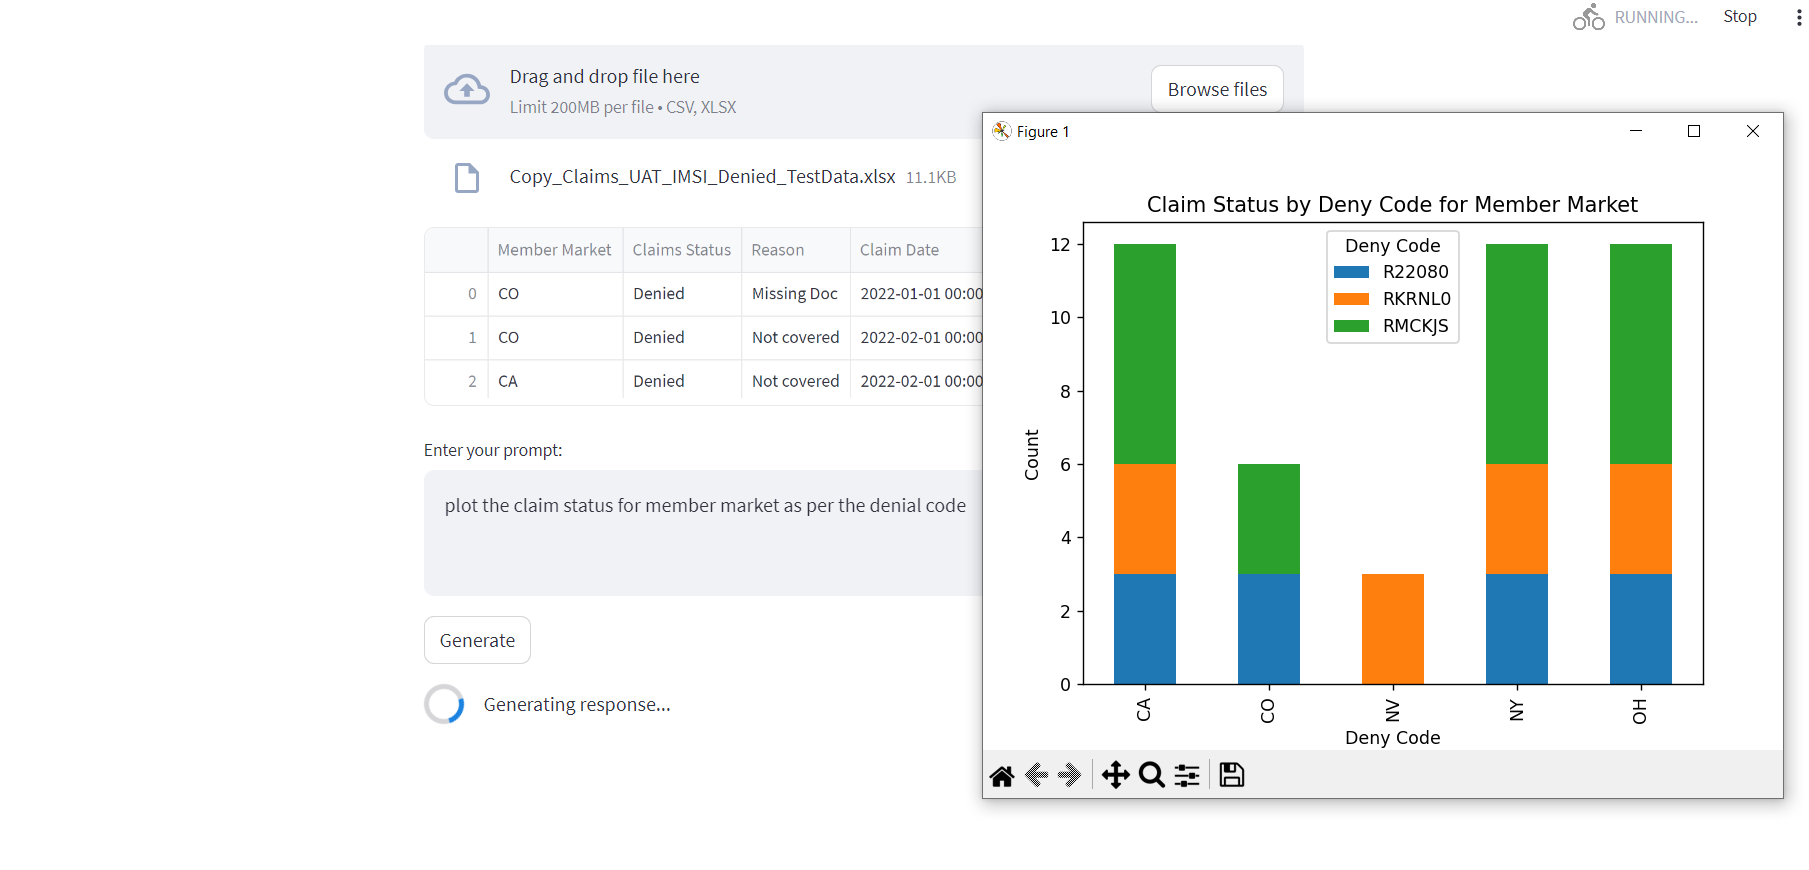 RUNNING... Stop
Drag and drop file here
Limit 200MB per file • CSV, XLSX
Browse files
Copy_Claims_UAT_IMSI_Denied_TestData.xlsx 11.1KB
Member Market Claims Status Reason Claim Date
0 CO Denied Missing Doc 2022-01-01 00:00
1 CO Denied Not covered 2022-02-01 00:00
2 CA Denied Not covered 2022-02-01 00:00
Enter your prompt:
plot the claim status for member market as per the denial code
Generate
Generating response...
Figure 1
Claim Status by Deny Code for Member Market
Deny Code
R22080
RKRNL0
RMCKJS
Count
12
10
8
6
4
2
0
CA CO NV NY OH
Deny Code